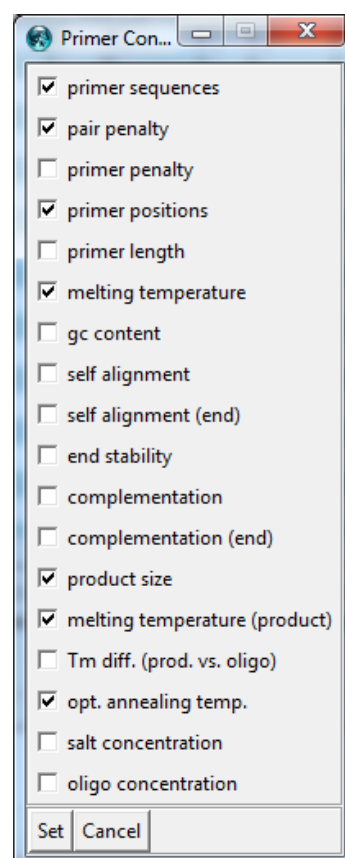 Primer Con...
primer sequences
pair penalty
primer penalty
primer positions
primer length
melting temperature
gc content
self alignment
self alignment (end)
end stability
complementation
complementation (end)
product size
melting temperature (product)
Tm diff. (prod. vs. oligo)
opt. annealing temp.
salt concentration
oligo concentration
Set Cancel